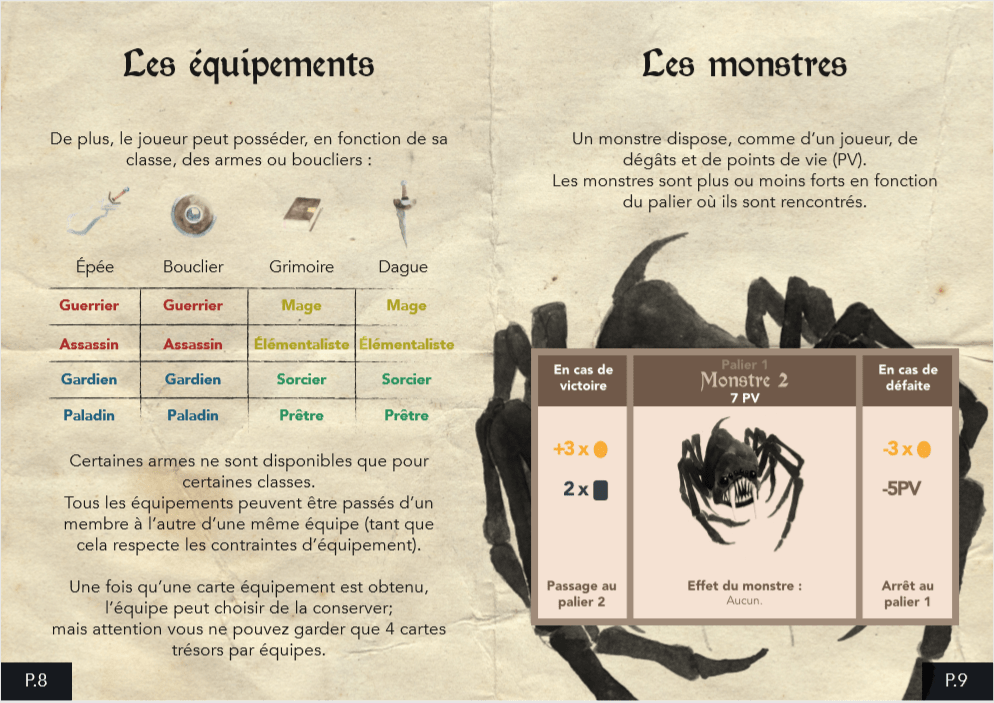 Les équipements
De plus, le joueur peut posséder, en fonction de sa
classe, des armes ou boucliers :
Épée Bouclier Grimoire Dague
Guerrier Guerrier Mage Mage
Assassin Assassin Élémentaliste Élémentaliste
Gardien Gardien Sorcier Sorcier
Paladin Paladin Prêtre Prêtre
Certaines armes ne sont disponibles que pour
certaines classes.
Tous les équipements peuvent être passés d'un
membre à l'autre d'une même équipe (tant que
cela respecte les contraintes d'équipement).
Une fois qu'une carte équipement est obtenu,
l'équipe peut choisir de la conserver;
mais attention vous ne pouvez garder que 4 cartes
trésors par équipes.
P.8
Les monstres
Un monstre dispose, comme d'un joueur, de
dégâts et de points de vie (PV).
Les monstres sont plus ou moins forts en fonction
du palier où ils sont rencontrés.
En cas de
victoire
+3 x
2 x
Passage au
palier 2
Palier 1
Monstre 2
7 PV
Effet du monstre :
Aucun.
En cas de
défaite
-3 x
-5PV
Arrêt au
palier 1
P.9